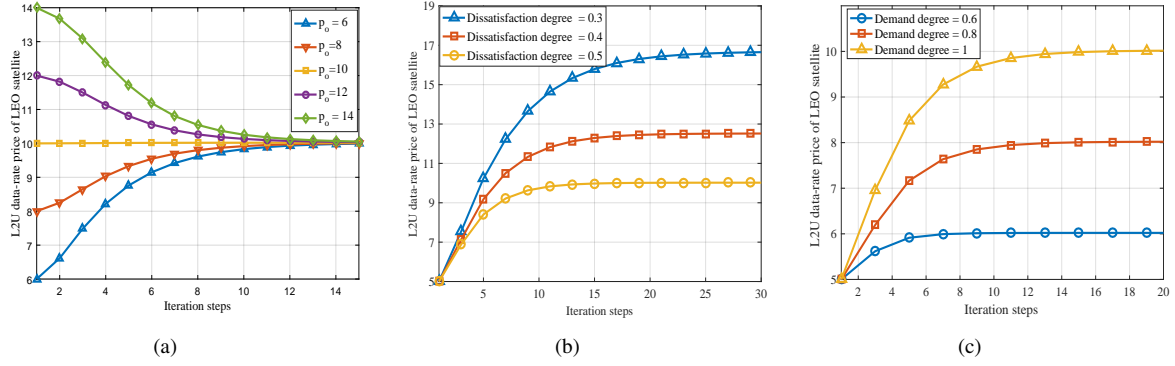 14
13
12
11
10
9
8
7
6
2
4
6
8
10
12
14
L2U data-rate price of LEO satellite
Iteration steps
p_o = 6
p_o=8
p_o=10
p_o=12
p_o = 14
(a)
19
17
15
13
11
9
7
5
5
10
15
20
25
30
L2U data-rate price of LEO satellite
Iteration steps
Dissatisfaction degree = 0.3
Dissatisfaction degree = 0.4
Dissatisfaction degree = 0.5
(b)
11
10
9
8
7
6
5
2
4
6
8
10
12
14
16
18
20
L2U data-rate price of LEO satellite
Iteration steps
Demand degree = 0.6
Demand degree = 0.8
Demand degree = 1
(c)